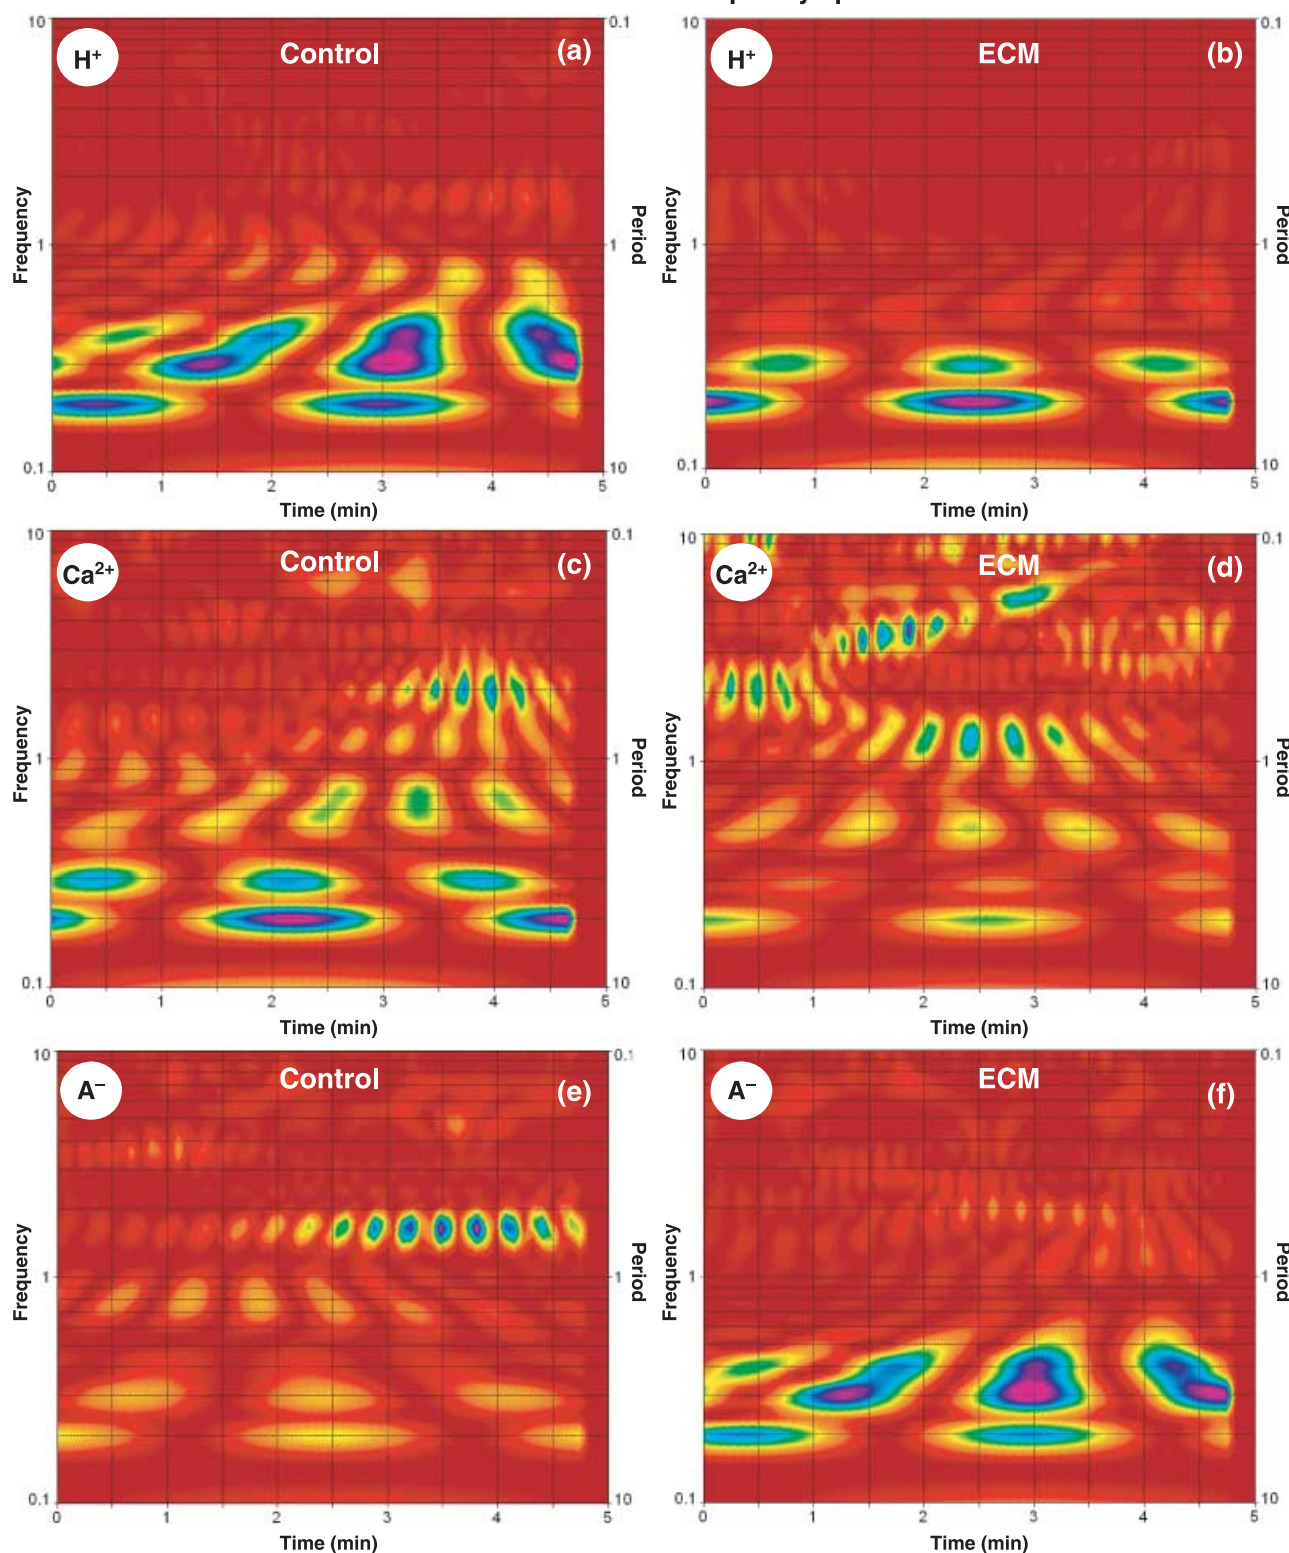 H⁺ Control (a)
10 0.1
Frequency
1 1
Period
0.1 10
0 1 2 3 4 5
Time (min)
H⁺ ECM (b)
10 0.1
Frequency
1 1
Period
0.1 10
0 1 2 3 4 5
Time (min)
Ca²⁺ Control (c)
10 0.1
Frequency
1 1
Period
0.1 10
0 1 2 3 4 5
Time (min)
Ca²⁺ ECM (d)
10 0.1
Frequency
1 1
Period
0.1 10
0 1 2 3 4 5
Time (min)
A⁻ Control (e)
10 0.1
Frequency
1 1
Period
0.1 10
0 1 2 3 4 5
Time (min)
A⁻ ECM (f)
10 0.1
Frequency
1 1
Period
0.1 10
0 1 2 3 4 5
Time (min)